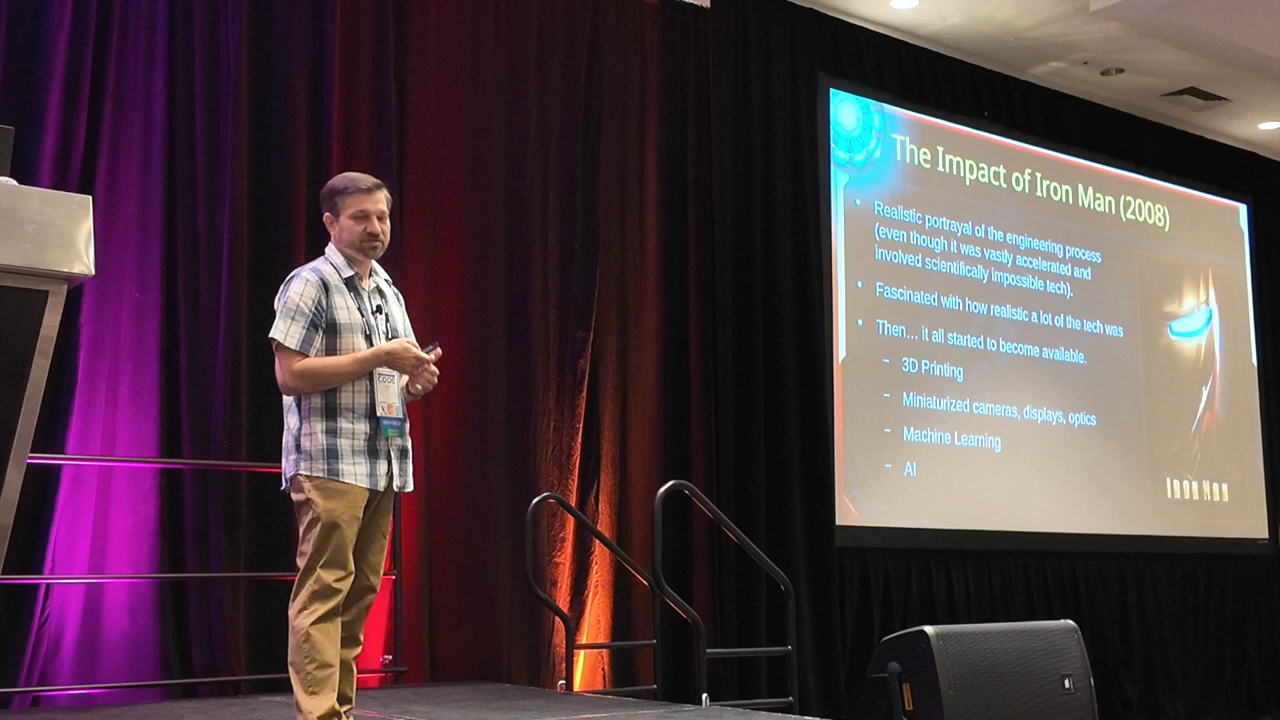 The Impact of Iron Man (2008)
• Realistic portrayal of the engineering process
(even though it was vastly accelerated and
involved scientifically impossible tech).
• Fascinated with how realistic a lot of the tech was
• Then... it all started to become available.
– 3D Printing
– Miniaturized cameras, displays, optics
– Machine Learning
– AI
IRON MAN
CODE